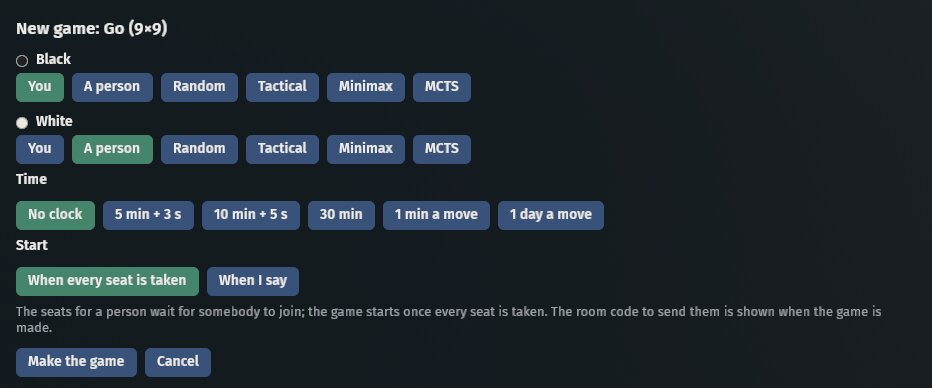 New game: Go (9×9)
Black
You A person Random Tactical Minimax MCTS
White
You A person Random Tactical Minimax MCTS
Time
No clock 5 min + 3 s 10 min + 5 s 30 min 1 min a move 1 day a move
Start
When every seat is taken When I say
The seats for a person wait for somebody to join; the game starts once every seat is taken. The room code to send them is shown when the game is
made.
Make the game Cancel